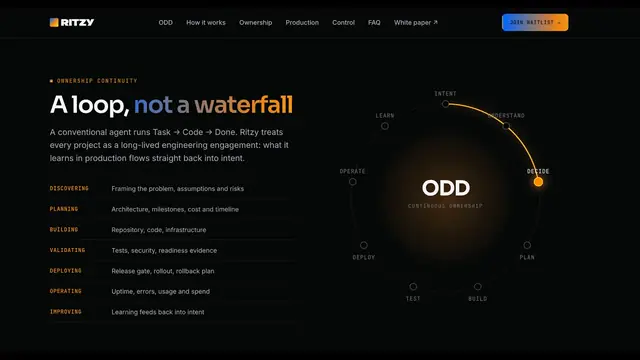 RITZY
ODD How it works Ownership Production Control FAQ White paper ↗
JOIN WAITLIST →
OWNERSHIP CONTINUITY
A loop, not a waterfall
A conventional agent runs Task → Code → Done. Ritzy treats
every project as a long-lived engineering engagement: what it
learns in production flows straight back into intent.
DISCOVERING Framing the problem, assumptions and risks
PLANNING Architecture, milestones, cost and timeline
BUILDING Repository, code, infrastructure
VALIDATING Tests, security, readiness evidence
DEPLOYING Release gate, rollout, rollback plan
OPERATING Uptime, errors, usage and spend
IMPROVING Learning feeds back into intent
INTENT
UNDERSTAND
DECIDE
PLAN
BUILD
TEST
DEPLOY
OPERATE
LEARN
ODD
CONTINUOUS OWNERSHIP